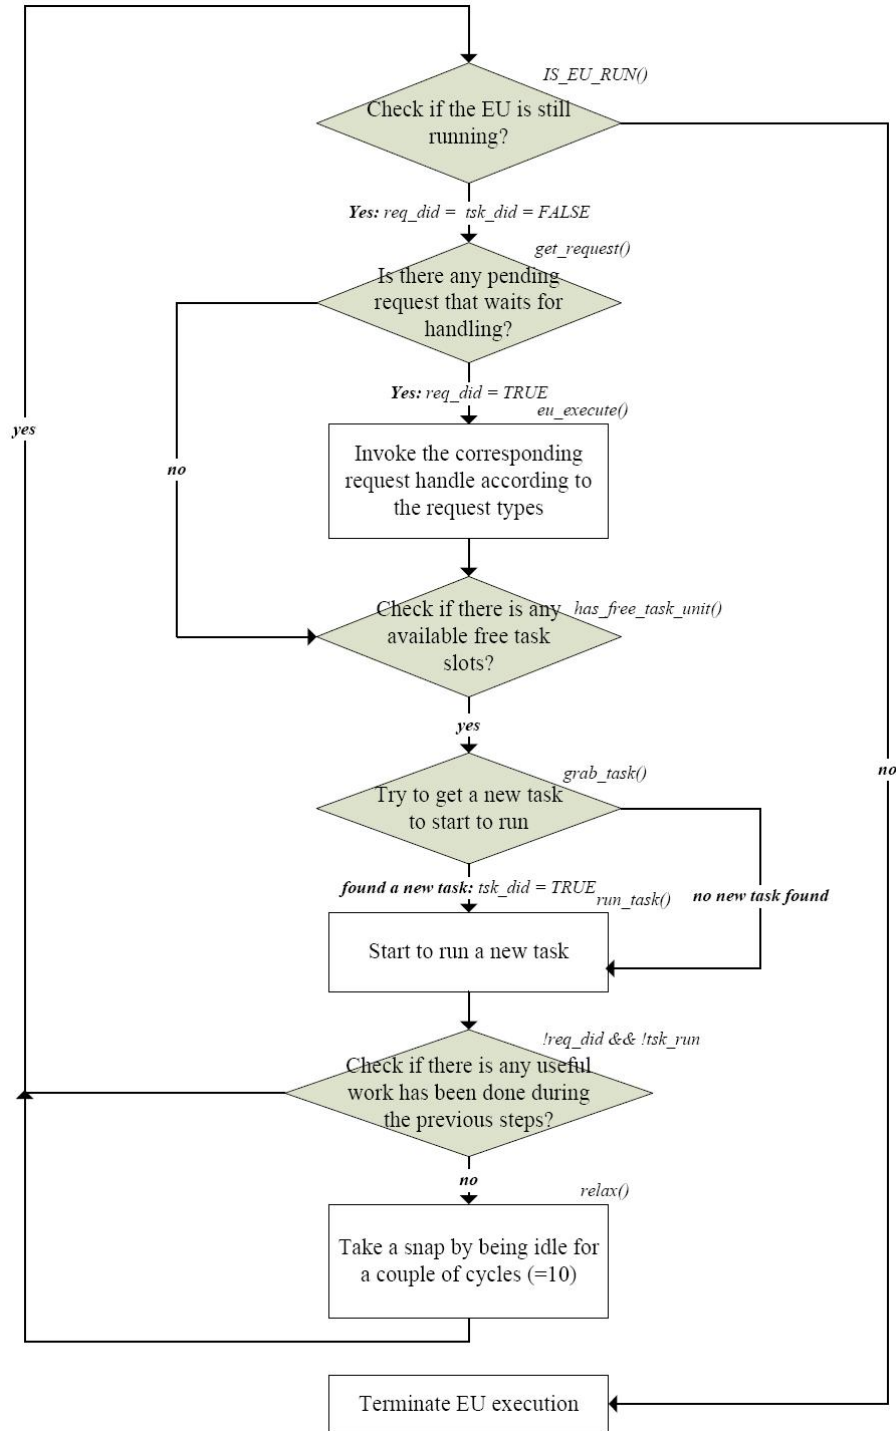 IS_EU_RUN()
Check if the EU is still
running?
Yes: req_did = tsk_did = FALSE
get_request()
Is there any pending
request that waits for
handling?
Yes: req_did = TRUE
eu_execute()
yes
no
Invoke the corresponding
request handle according to
the request types
Check if there is any
available free task
slots?
has_free_task_unit()
yes
grab_task()
no
Try to get a new task
to start to run
found a new task: tsk_did = TRUE
run_task()
no new task found
Start to run a new task
!req_did && !tsk_run
Check if there is any useful
work has been done during
the previous steps?
no
relax()
Take a snap by being idle for
a couple of cycles (=10)
Terminate EU execution